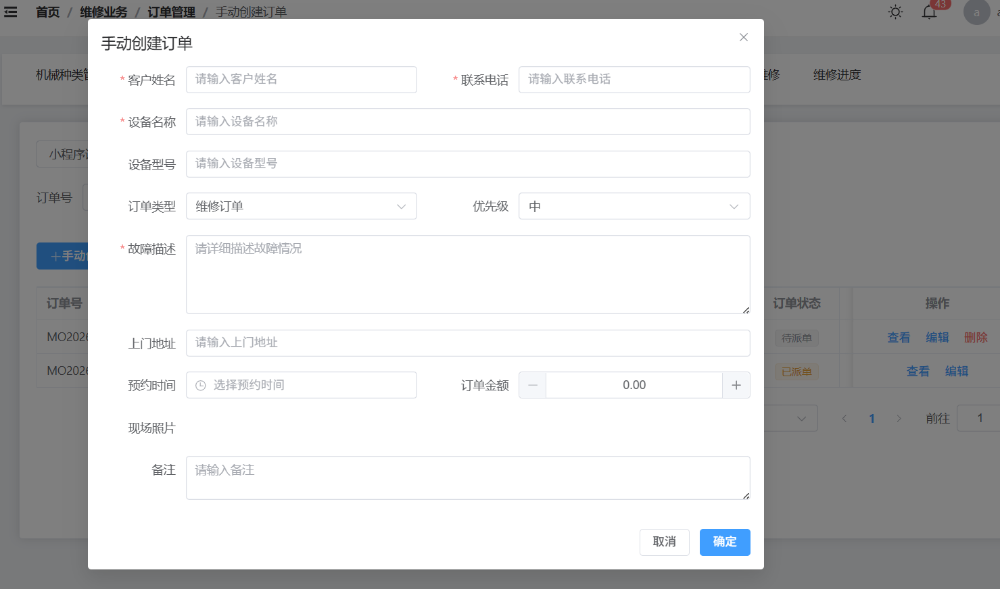 首页 / 维修业务 / 订单管理 / 手动创建订单
43
a
手动创建订单
机械种类
维修进度
* 客户姓名 请输入客户姓名
* 联系电话 请输入联系电话
* 设备名称 请输入设备名称
小程序
设备型号 请输入设备型号
订单号
订单类型 维修订单
优先级 中
* 故障描述 请详细描述故障情况
+手动
订单号
订单状态
操作
MO2026
待派单
查看 编辑 删除
上门地址 请输入上门地址
MO2026
已派单
查看 编辑
预约时间 选择预约时间
订单金额 − 0.00 +
现场照片
< 1 >
前往 1
备注 请输入备注
取消 确定